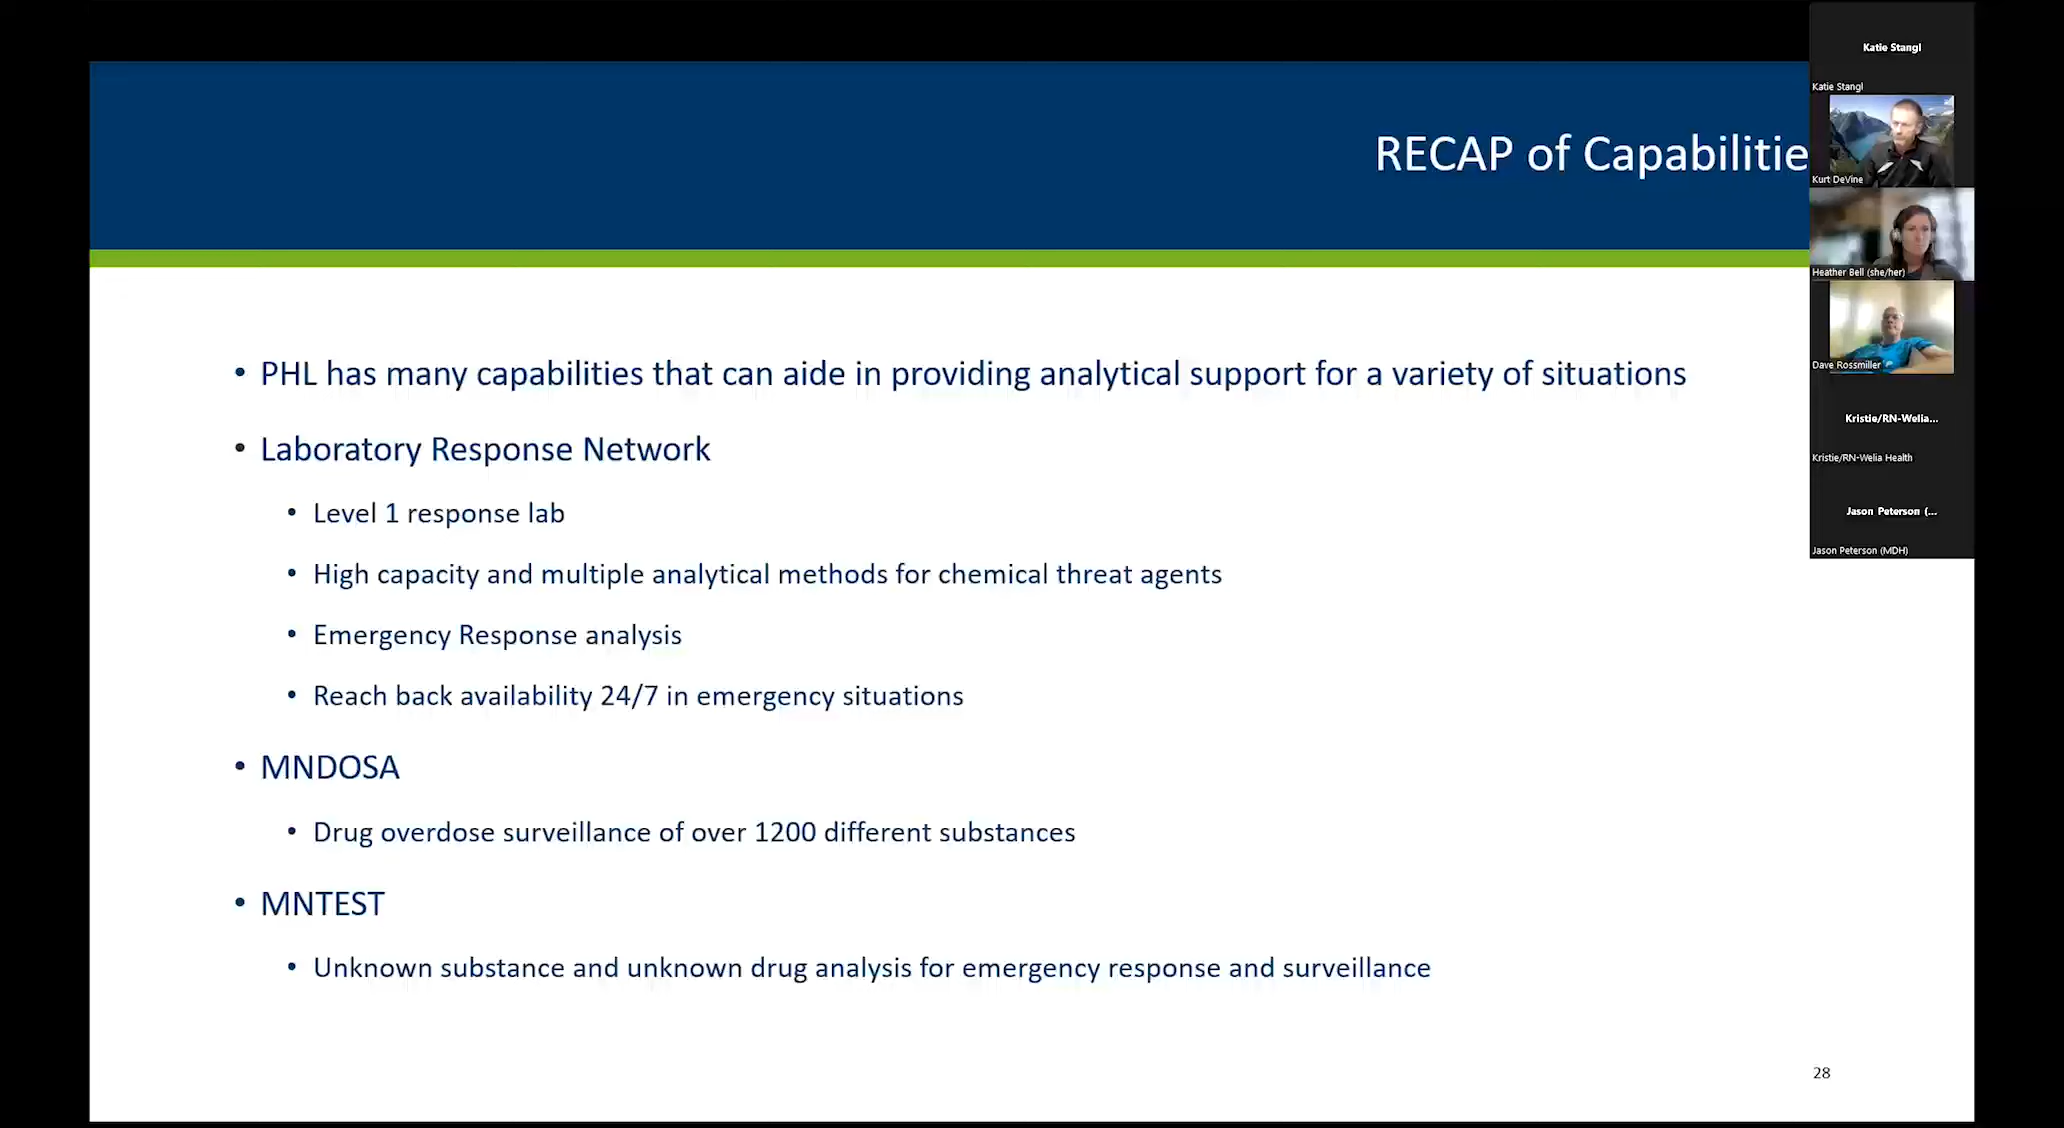 RECAP of Capabilitie
• PHL has many capabilities that can aide in providing analytical support for a variety of situations
• Laboratory Response Network
• Level 1 response lab
• High capacity and multiple analytical methods for chemical threat agents
• Emergency Response analysis
• Reach back availability 24/7 in emergency situations
• MNDOSA
• Drug overdose surveillance of over 1200 different substances
• MNTEST
• Unknown substance and unknown drug analysis for emergency response and surveillance
28
Katie Stangl
Katie Stangl
Kurt DeVine
Heather Bell (she/her)
Dave Rossmiller
Kristie/RN-Welia...
Kristie/RN-Welia Health
Jason Peterson (...
Jason Peterson (MDH)